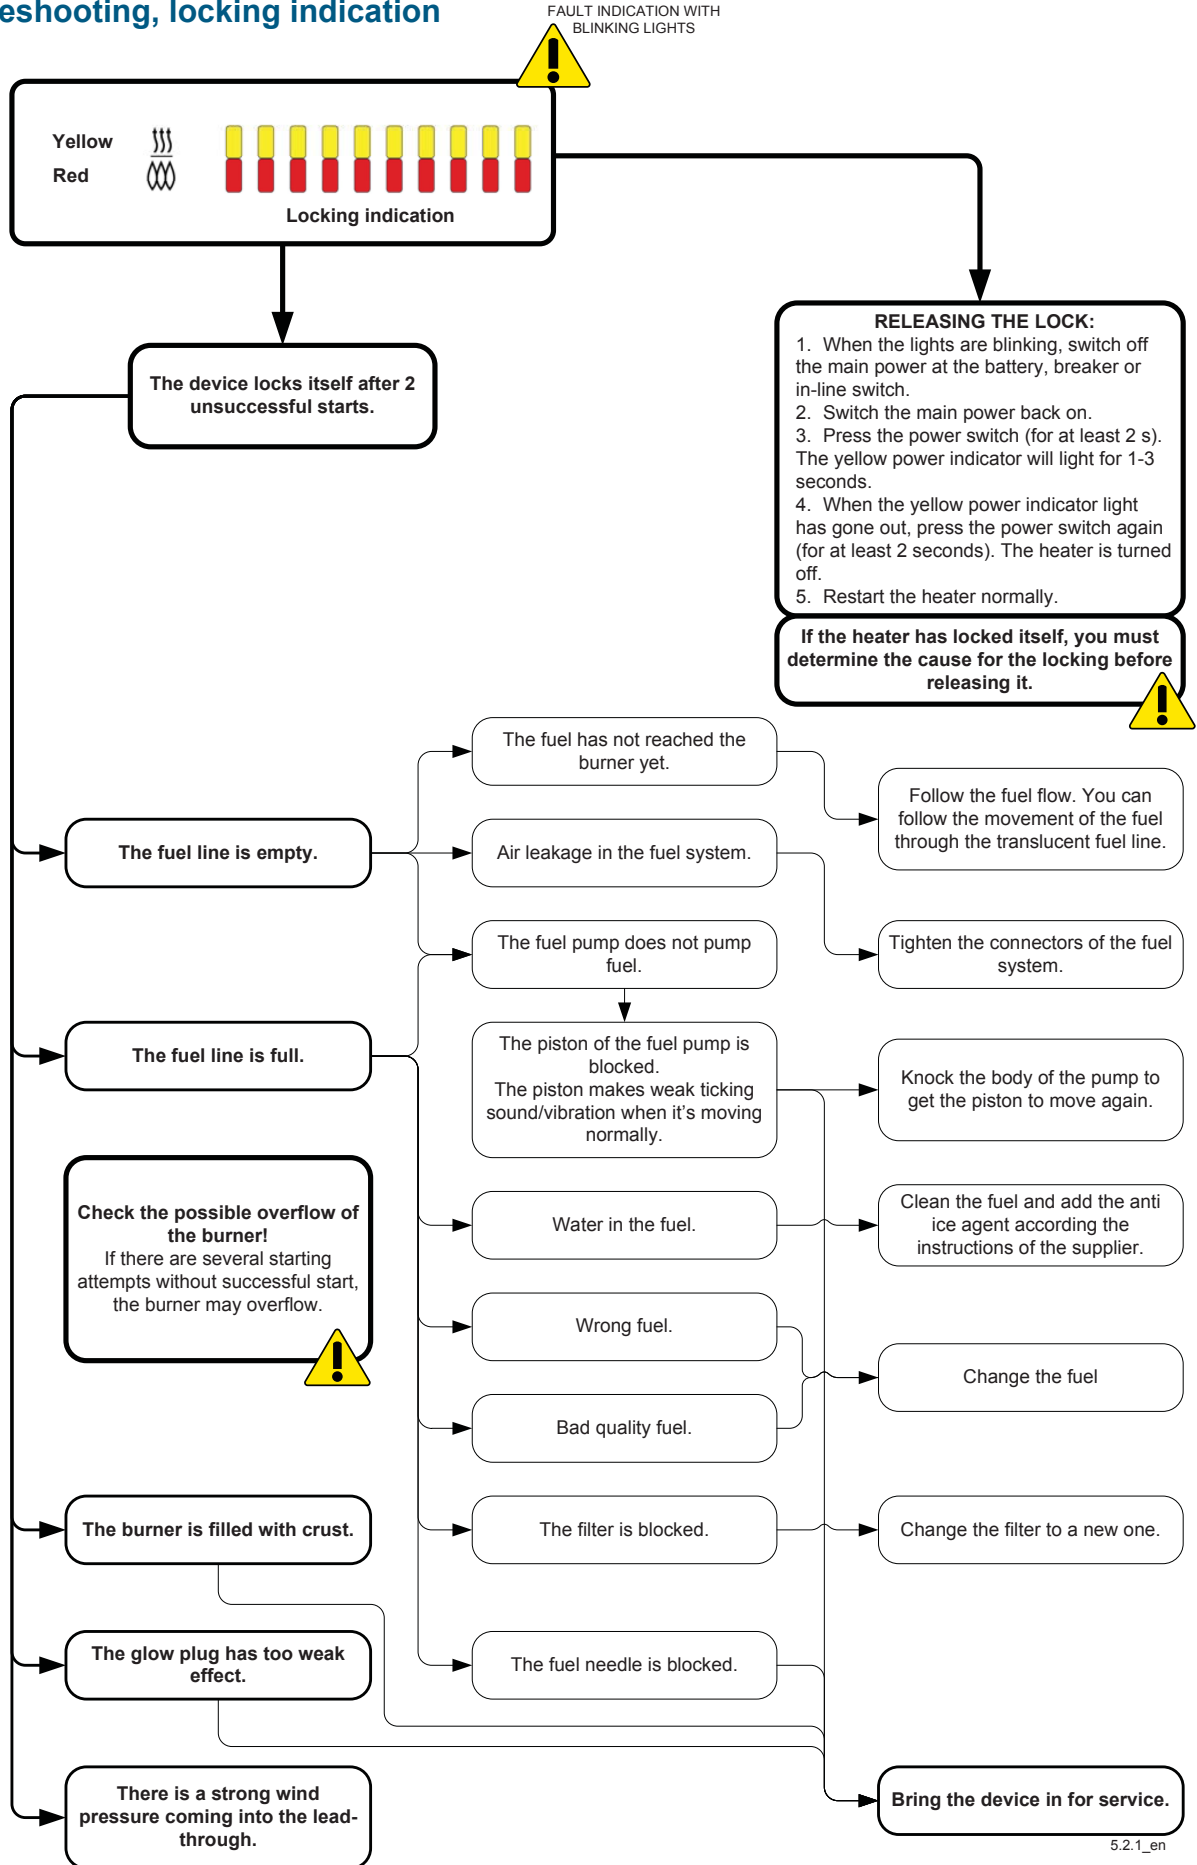 eshooting, locking indication
FAULT INDICATION WITH
BLINKING LIGHTS
Yellow
Red
Locking indication
The device locks itself after 2
unsuccessful starts.
RELEASING THE LOCK:
1. When the lights are blinking, switch off
the main power at the battery, breaker or
in-line switch.
2. Switch the main power back on.
3. Press the power switch (for at least 2 s).
The yellow power indicator will light for 1-3
seconds.
4. When the yellow power indicator light
has gone out, press the power switch again
(for at least 2 seconds). The heater is turned
off.
5. Restart the heater normally.
If the heater has locked itself, you must
determine the cause for the locking before
releasing it.
The fuel has not reached the
burner yet.
Follow the fuel flow. You can
follow the movement of the fuel
through the translucent fuel line.
The fuel line is empty.
Air leakage in the fuel system.
The fuel pump does not pump
fuel.
Tighten the connectors of the fuel
system.
The fuel line is full.
The piston of the fuel pump is
blocked.
The piston makes weak ticking
sound/vibration when it's moving
normally.
Knock the body of the pump to
get the piston to move again.
Check the possible overflow of
the burner!
If there are several starting
attempts without successful start,
the burner may overflow.
Water in the fuel.
Clean the fuel and add the anti
ice agent according the
instructions of the supplier.
Wrong fuel.
Change the fuel
Bad quality fuel.
The burner is filled with crust.
The filter is blocked.
Change the filter to a new one.
The glow plug has too weak
effect.
The fuel needle is blocked.
There is a strong wind
pressure coming into the lead-
through.
Bring the device in for service.
5.2.1_en